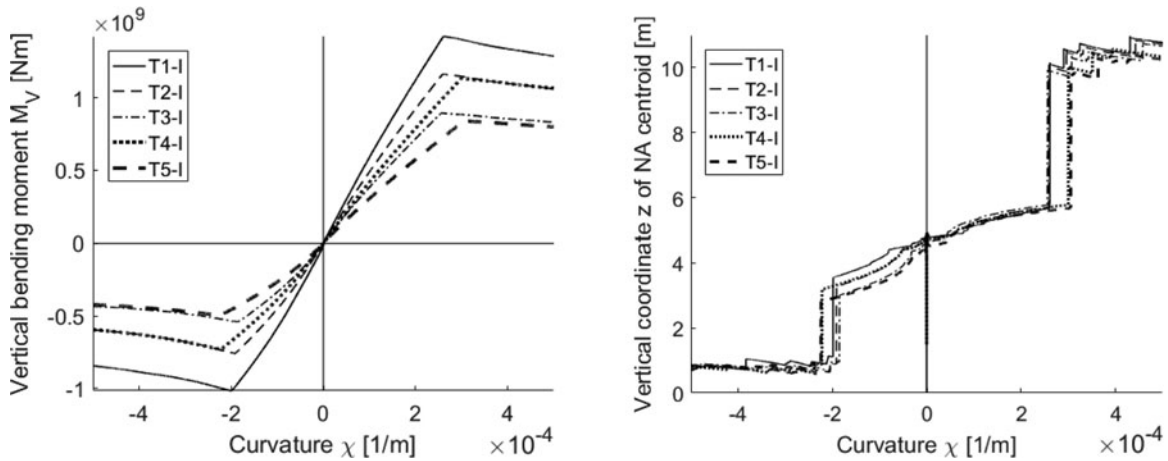 ×10⁹
Vertical bending moment M_V [Nm]
1
0.5
0
-0.5
-1
T1-I
T2-I
T3-I
T4-I
T5-I
-4 -2 0 2 4
Curvature χ [1/m] ×10⁻⁴
Vertical coordinate z of NA centroid [m]
10
8
6
4
2
0
T1-I
T2-I
T3-I
T4-I
T5-I
-4 -2 0 2 4
Curvature χ [1/m] ×10⁻⁴